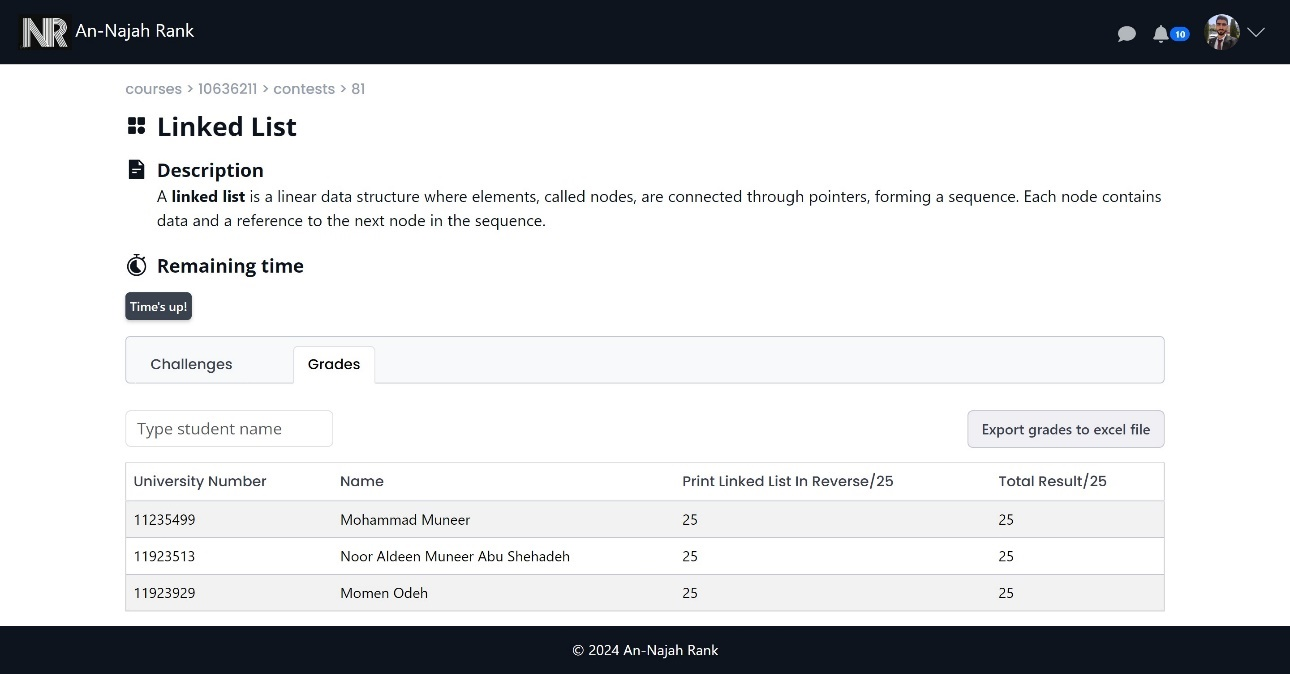 NR An-Najah Rank
10
courses > 10636211 > contests > 81
Linked List
Description
A linked list is a linear data structure where elements, called nodes, are connected through pointers, forming a sequence. Each node contains
data and a reference to the next node in the sequence.
Remaining time
Time's up!
Challenges Grades
Type student name Export grades to excel file
University Number Name Print Linked List In Reverse/25 Total Result/25
11235499 Mohammad Muneer 25 25
11923513 Noor Aldeen Muneer Abu Shehadeh 25 25
11923929 Momen Odeh 25 25
© 2024 An-Najah Rank